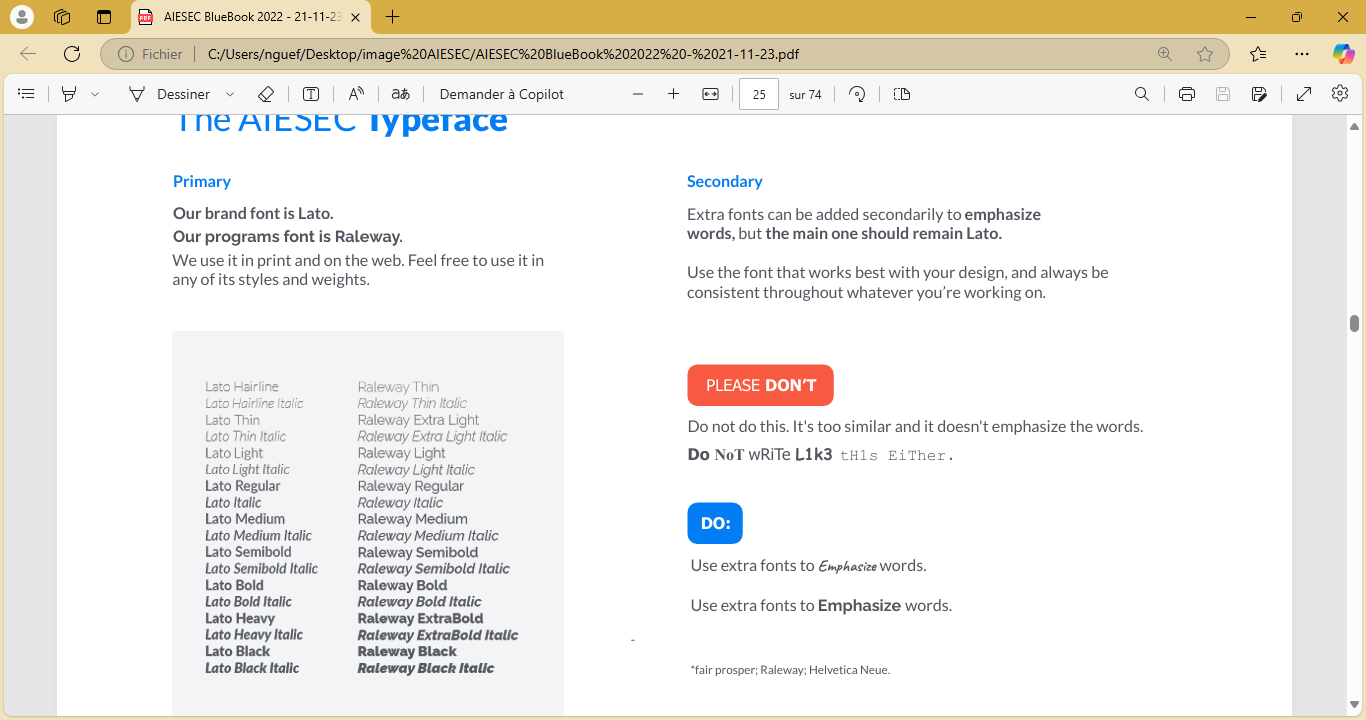 AIESEC BlueBook 2022 - 21-11-23
Fichier
C:/Users/nguef/Desktop/image%20AIESEC/AIESEC%20BlueBook%202022%20-%2021-11-23.pdf
Dessiner
Demander à Copilot
25
sur 74
The AIESEC Typeface
Primary
Our brand font is Lato.
Our programs font is Raleway.
We use it in print and on the web. Feel free to use it in
any of its styles and weights.
Lato Hairline
Lato Hairline Italic
Lato Thin
Lato Thin Italic
Lato Light
Lato Light Italic
Lato Regular
Lato Italic
Lato Medium
Lato Medium Italic
Lato Semibold
Lato Semibold Italic
Lato Bold
Lato Bold Italic
Lato Heavy
Lato Heavy Italic
Lato Black
Lato Black Italic
Raleway Thin
Raleway Thin Italic
Raleway Extra Light
Raleway Extra Light Italic
Raleway Light
Raleway Light Italic
Raleway Regular
Raleway Italic
Raleway Medium
Raleway Medium Italic
Raleway Semibold
Raleway Semibold Italic
Raleway Bold
Raleway Bold Italic
Raleway ExtraBold
Raleway ExtraBold Italic
Raleway Black
Raleway Black Italic
Secondary
Extra fonts can be added secondarily to emphasize
words, but the main one should remain Lato.
Use the font that works best with your design, and always be
consistent throughout whatever you’re working on.
PLEASE DON’T
Do not do this. It's too similar and it doesn't emphasize the words.
Do NoT wRiTe L1k3 tH1s EiTher.
DO:
Use extra fonts to Emphasize words.
Use extra fonts to Emphasize words.
-
*fair prosper; Raleway; Helvetica Neue.